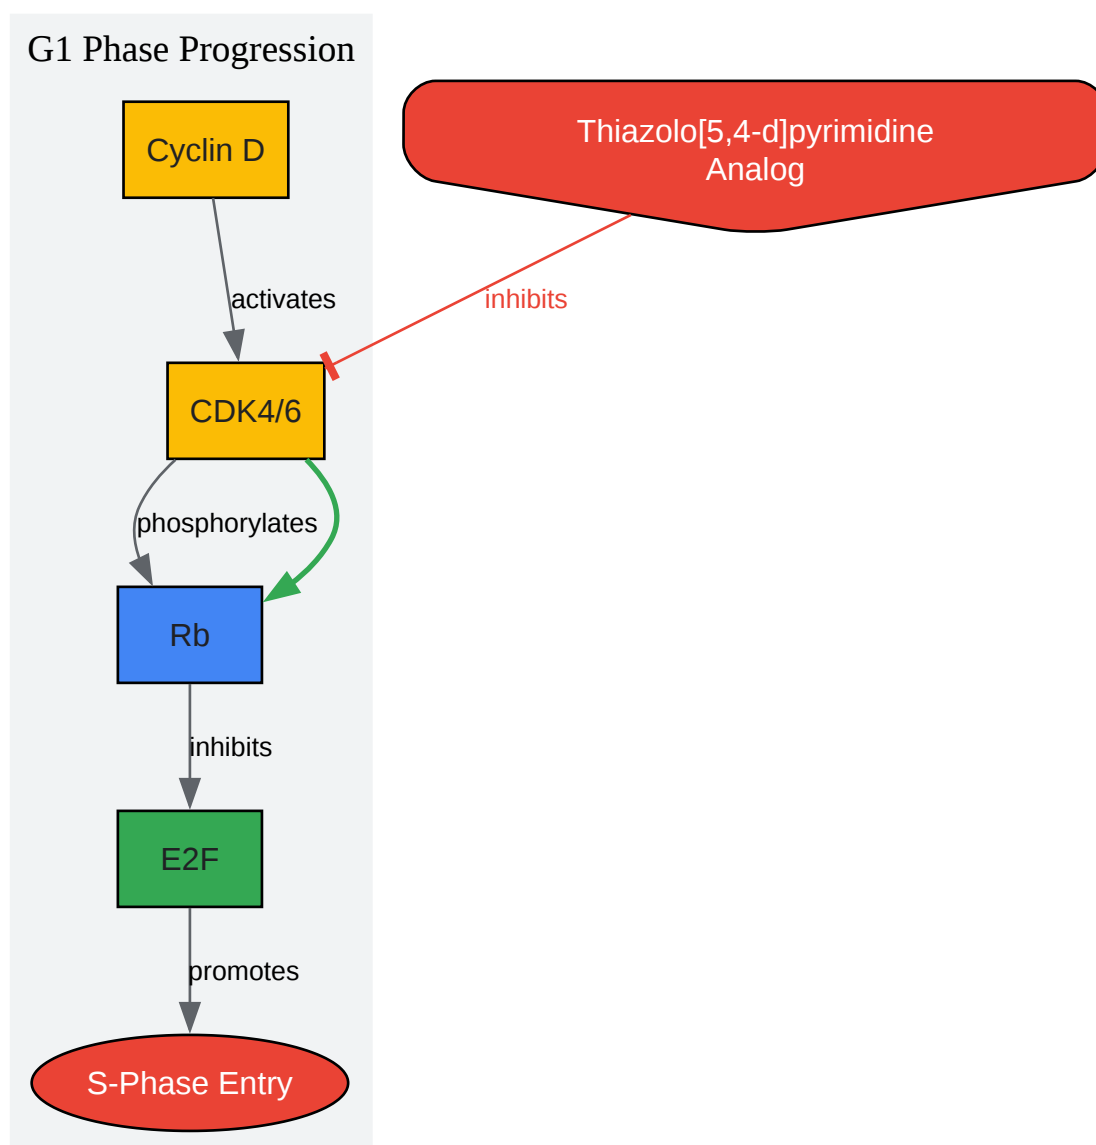 G1 Phase Progression
Cyclin D
Thiazolo[5,4-d]pyrimidine
Analog
activates
inhibits
CDK4/6
phosphorylates
Rb
inhibits
E2F
promotes
S-Phase Entry